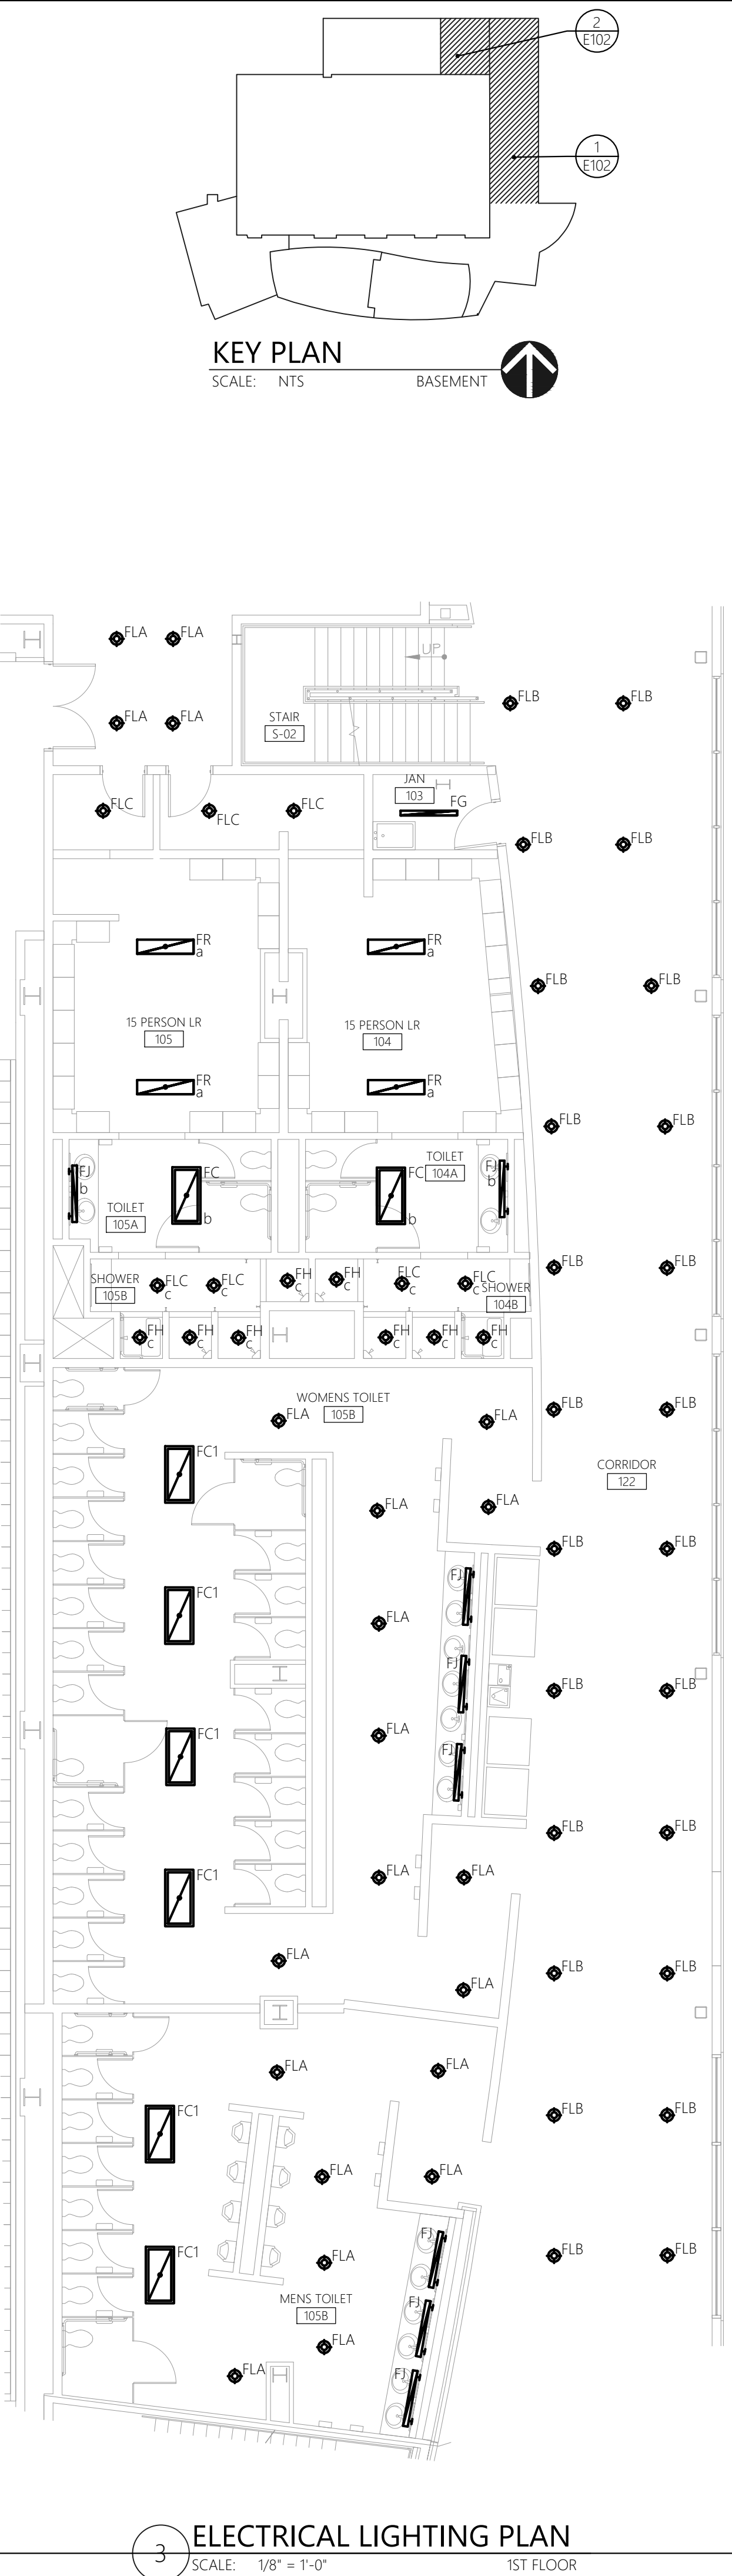 2
E102
1
E102
KEY PLAN
SCALE: NTS BASEMENT
FLA FLA
UP
FLB FLB
STAIR
S-02
FLA FLA
JAN
103
FG
FLC FLC FLC
FLB FLB
FR
a
FR
a
FLB FLB
15 PERSON LR
105
15 PERSON LR
104
FR
a
FR
a
FLB FLB
TOILET
104A
FJ
b
FC
b
FC
b
FJ
b
TOILET
105A
FLB FLB
SHOWER
105B
FLC
c
FLC
c
FH
c
FH
c
FLC
c
FLC
c
SHOWER
104B
FH
c
FH
c
FH
c
FH
c
FH
c
FH
c
WOMENS TOILET
105B
FLA FLA
FLB FLB
FC1
CORRIDOR
122
FLA FLA
FLB FLB
FJ
FC1
FLA
FJ
FLB FLB
FC1
FLA
FJ
FLB FLB
FC1
FLA FLA
FLA
FLB FLB
FLA
FLA FLA
FC1
FLB FLB
FLA FLA
FJ
FC1
FLA
FLB FLB
MENS TOILET
105B
FJ
FLA
FLA
FJ
3
ELECTRICAL LIGHTING PLAN
SCALE: 1/8" = 1'-0" 1ST FLOOR